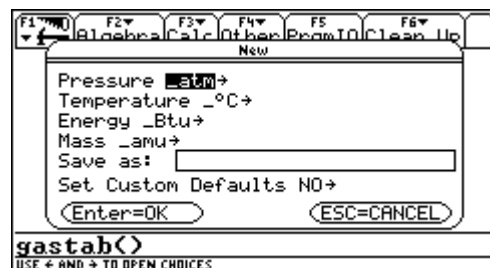 F1 F2 F3 F4 F5 F6
Algebra Calc Other PrgmIO Clean Up
New
Pressure _atm→
Temperature _°C→
Energy _Btu→
Mass _amu→
Save as:
Set Custom Defaults NO→
Enter=OK ESC=CANCEL
gastab()
USE ← AND → TO OPEN CHOICES